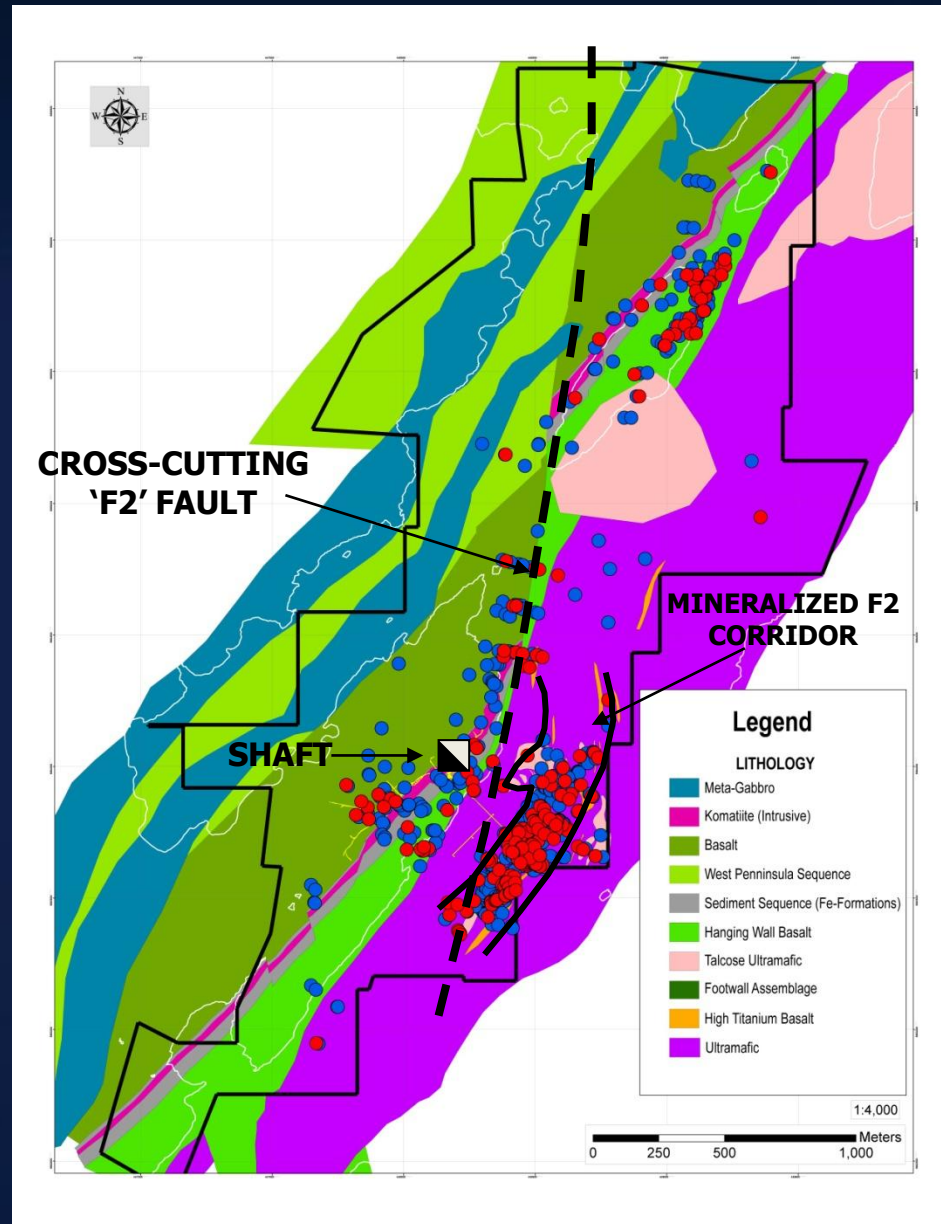 N
W E
S
CROSS-CUTTING
‘F2’ FAULT
MINERALIZED F2
CORRIDOR
SHAFT
Legend
LITHOLOGY
Meta-Gabbro
Komatiite (Intrusive)
Basalt
West Penninsula Sequence
Sediment Sequence (Fe-Formations)
Hanging Wall Basalt
Talcose Ultramafic
Footwall Assemblage
High Titanium Basalt
Ultramafic
1:4,000
Meters
0 250 500 1,000